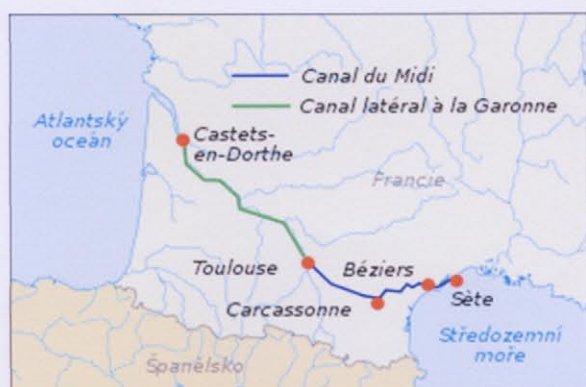 Canal du Midi
Canal latéral à la Garonne
Atlantský
oceán
Castets-
en-Dorthe
Francie
Toulouse
Béziers
Carcassonne
Sète
Středozemní
moře
Španělsko